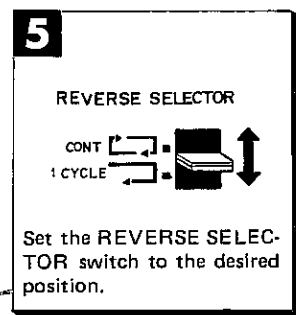 5
REVERSE SELECTOR
CONT
1 CYCLE
Set the REVERSE SELEC-
TOR switch to the desired
position.